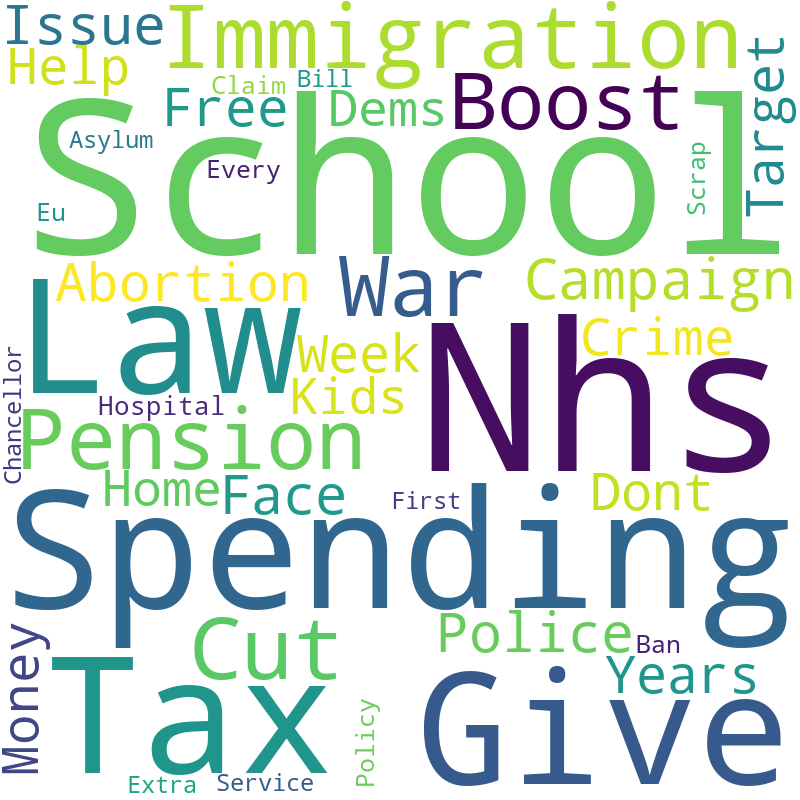 Issue
Immigration
Help
Claim
Bill
Free
Dems
Boost
Target
School
Asylum
Every
Scrap
Eu
Abortion
War
Campaign
Law
Week
Crime
Nhs
Kids
Chancellor
Hospital
Pension
Home
Face
First
Dont
Spending
Money
Cut
Police
Ban
Tax
Years
Give
Policy
Extra
Service